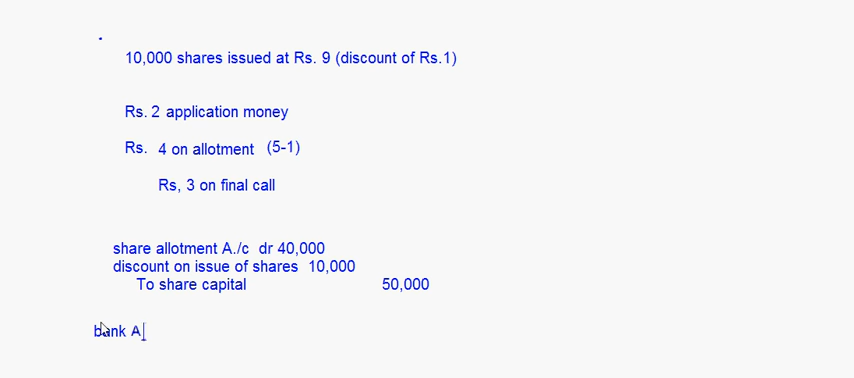 10,000 shares issued at Rs. 9 (discount of Rs.1)
Rs. 2 application money
Rs. 4 on allotment (5-1)
Rs, 3 on final call
share allotment A./c dr 40,000
discount on issue of shares 10,000
To share capital 50,000
bank A